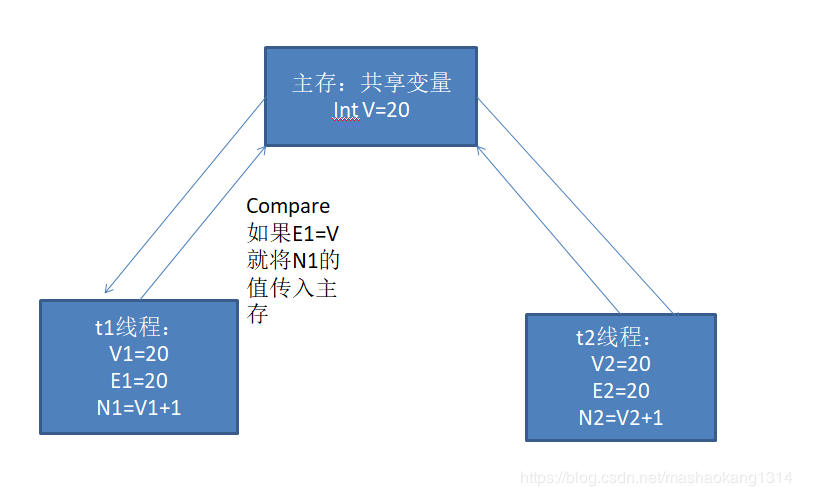 主存：共享变量
Int V=20
Compare
如果E1=V
就将N1的
值传入主
存
t1线程：
V1=20
E1=20
N1=V1+1
t2线程：
V2=20
E2=20
N2=V2+1
https://blog.csdn.net/mashaokang1314